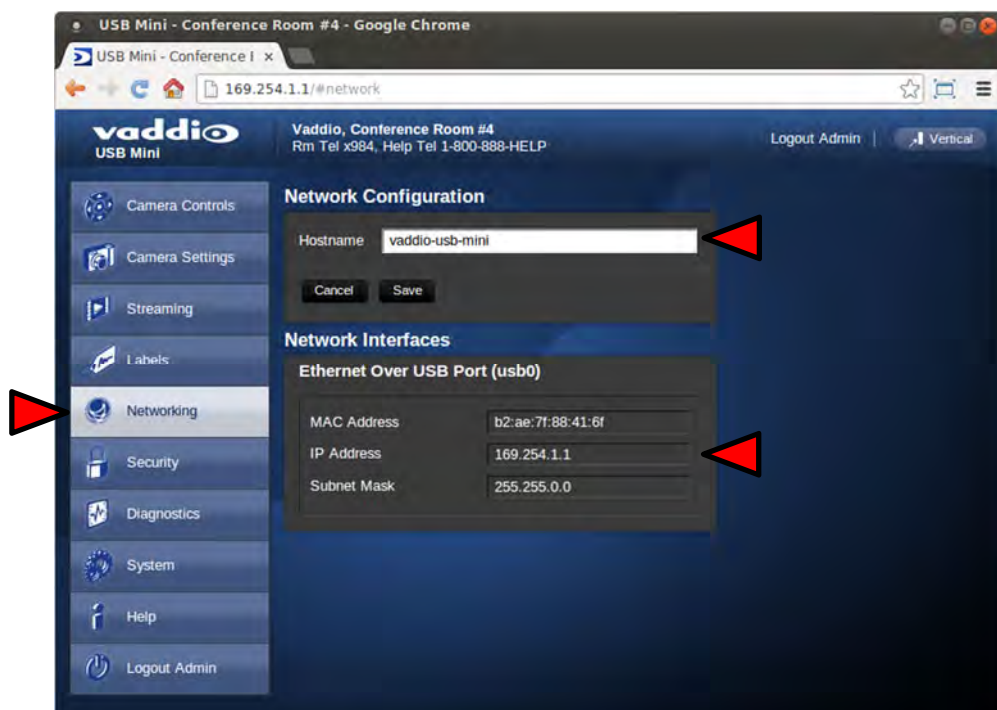 USB Mini - Conference Room #4 - Google Chrome
USB Mini - Conference I ×
169.254.1.1/#network
vaddio
USB Mini
Vaddio, Conference Room #4
Rm Tel x984, Help Tel 1-800-888-HELP
Logout Admin
Vertical
Camera Controls
Camera Settings
Streaming
Labels
Networking
Security
Diagnostics
System
Help
Logout Admin
Network Configuration
Hostname vaddio-usb-mini
Cancel Save
Network Interfaces
Ethernet Over USB Port (usb0)
MAC Address b2:ae:7f:88:41:6f
IP Address 169.254.1.1
Subnet Mask 255.255.0.0